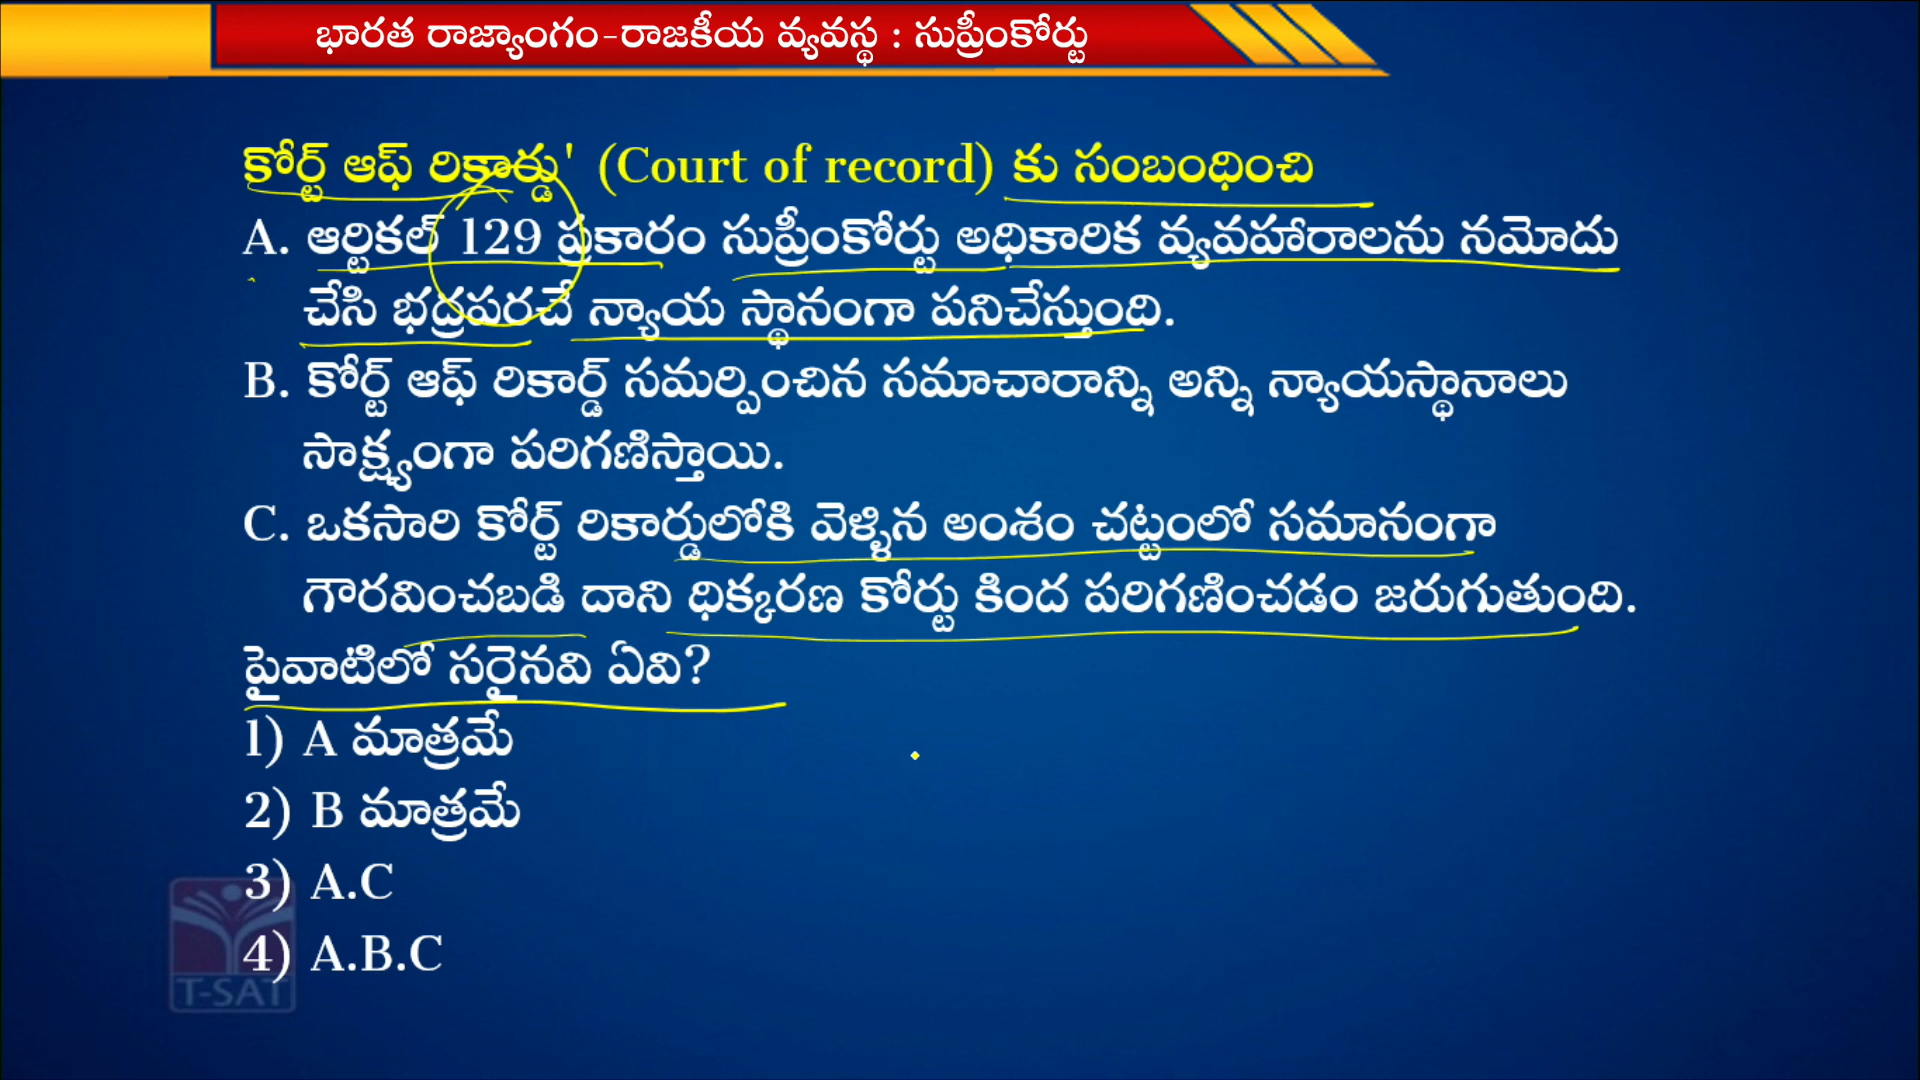 భారత రాజ్యాంగం-రాజకీయ వ్యవస్థ : సుప్రీంకోర్టు
కోర్ట్ ఆఫ్ రికార్డు' (Court of record) కు సంబంధించి
A. ఆర్టికల్ 129 ప్రకారం సుప్రీంకోర్టు అధికారిక వ్యవహారాలను నమోదు
చేసి భద్రపరచే న్యాయ స్థానంగా పనిచేస్తుంది.
B. కోర్ట్ ఆఫ్ రికార్డ్ సమర్పించిన సమాచారాన్ని అన్ని న్యాయస్థానాలు
సాక్ష్యంగా పరిగణిస్తాయి.
C. ఒకసారి కోర్ట్ రికార్డులోకి వెళ్ళిన అంశం చట్టంలో సమానంగా
గౌరవించబడి దాని ధిక్కరణ కోర్టు కింద పరిగణించడం జరుగుతుంది.
పైవాటిలో సరైనవి ఏవి?
1) A మాత్రమే
2) B మాత్రమే
3) A.C
4) A.B.C
T-SAT